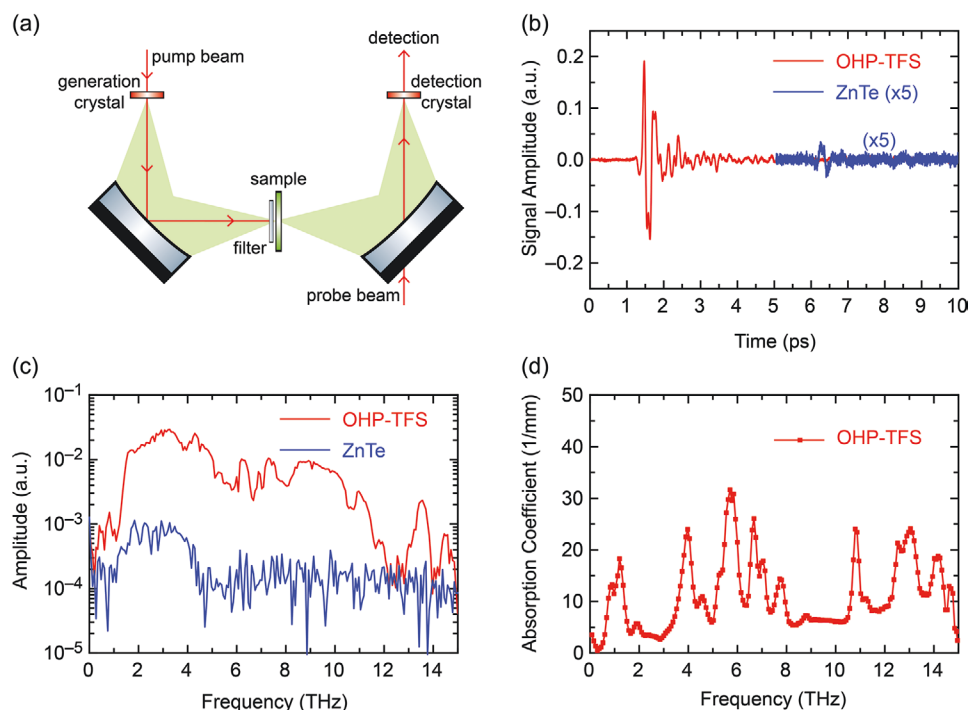 (a)
pump beam
generation
crystal
detection
detection
crystal
sample
filter
probe beam
(b)
Signal Amplitude (a.u.)
0.2
0.1
0.0
–0.1
–0.2
OHP-TFS
ZnTe (x5)
(x5)
0 1 2 3 4 5 6 7 8 9 10
Time (ps)
(c)
Amplitude (a.u.)
10⁻¹
10⁻²
10⁻³
10⁻⁴
10⁻⁵
OHP-TFS
ZnTe
0 2 4 6 8 10 12 14
Frequency (THz)
(d)
Absorption Coefficient (1/mm)
50
40
30
20
10
0
OHP-TFS
0 2 4 6 8 10 12 14
Frequency (THz)